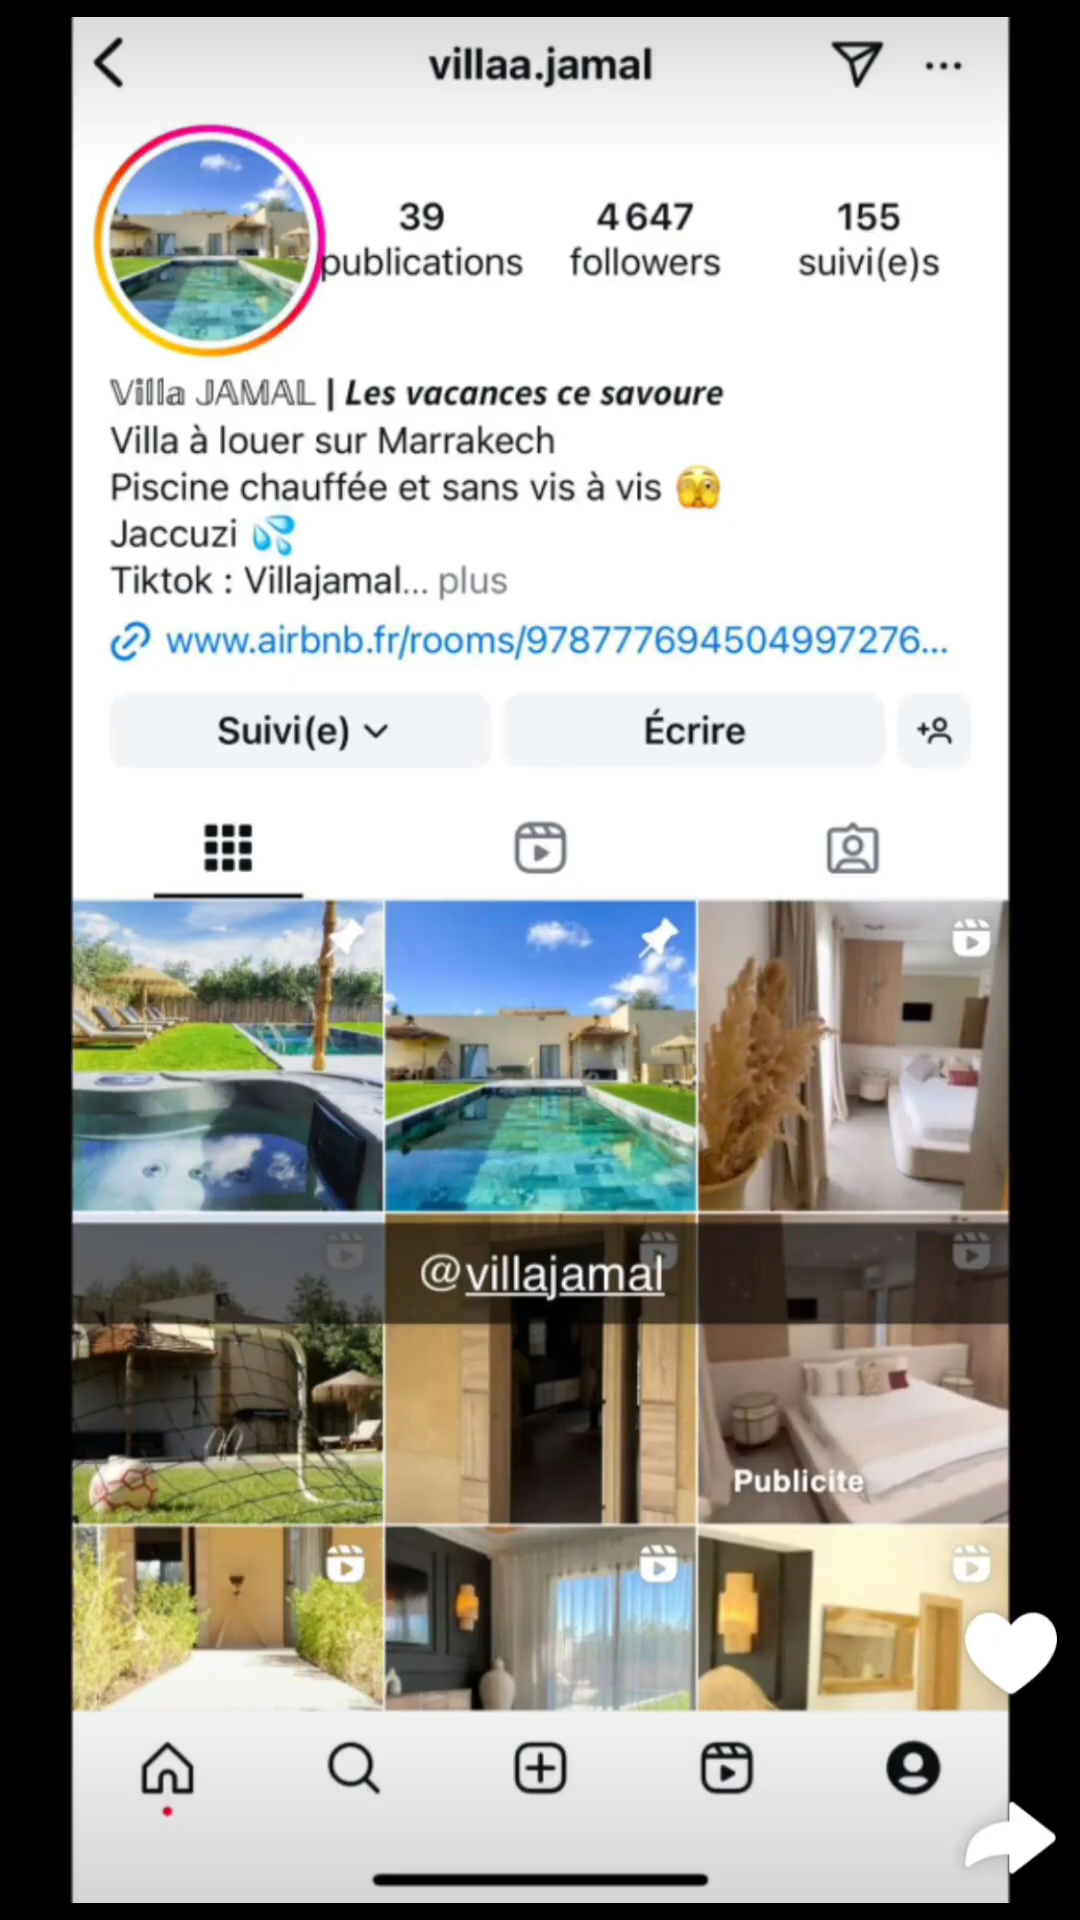 villaa.jamal
39
publications
4 647
followers
155
suivi(e)s
Villa JAMAL | Les vacances ce savoure
Villa à louer sur Marrakech
Piscine chauffée et sans vis à vis 🫣
Jaccuzi 💦
Tiktok : Villajamal... plus
www.airbnb.fr/rooms/978777694504997276...
Suivi(e)
Écrire
@villajamal
Publicite